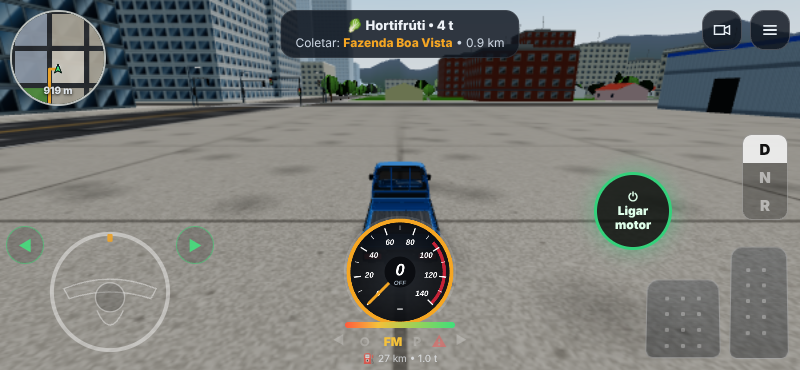 🥬 Hortifrúti • 4 t
Coletar: Fazenda Boa Vista • 0.9 km
919 m
D
N
R
Ligar
motor
20
40
60
80
100
120
140
0
OFF
FM
P
27 km • 1.0 t